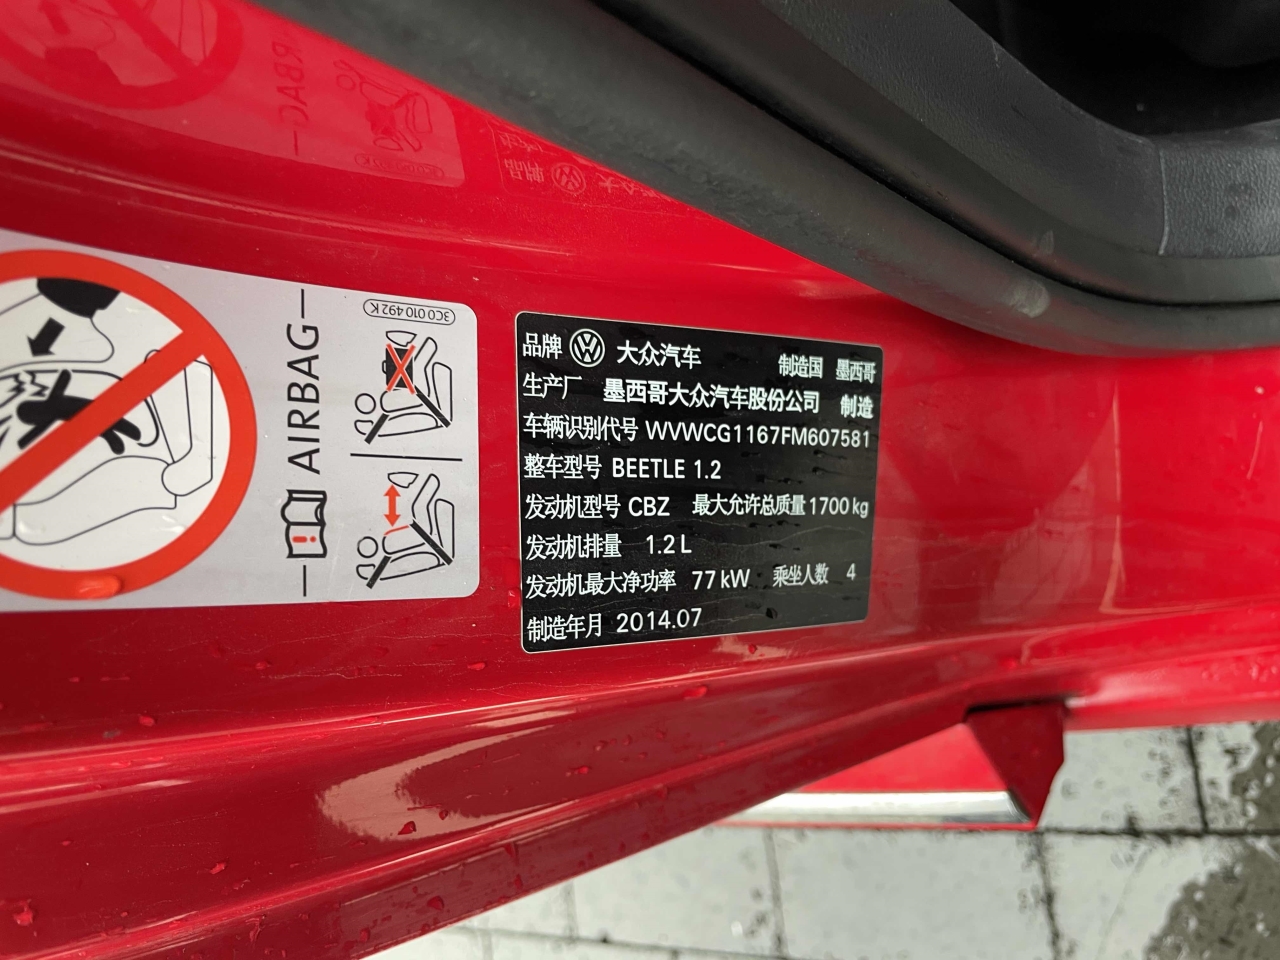 AIRBAG
3C0 010 492 K
品牌 大众汽车 制造国 墨西哥
生产厂 墨西哥大众汽车股份公司 制造
车辆识别代号 WVWCG1167FM607581
整车型号 BEETLE 1.2
发动机型号 CBZ 最大允许总质量 1700 kg
发动机排量 1.2 L
发动机最大净功率 77 kW 乘坐人数 4
制造年月 2014.07